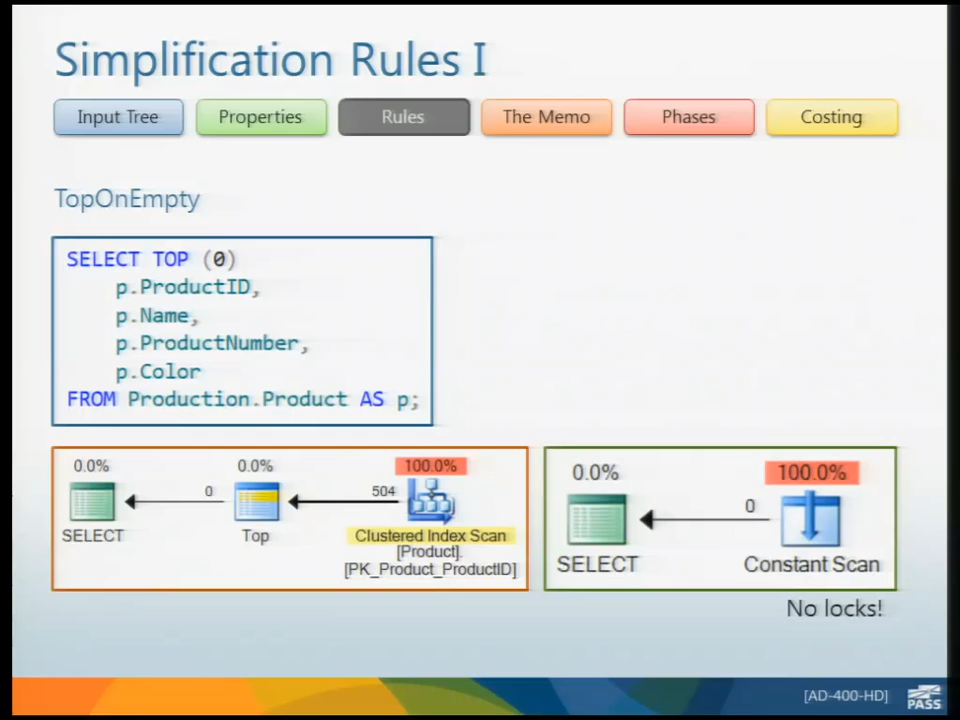 Simplification Rules I
Input Tree
Properties
Rules
The Memo
Phases
Costing
TopOnEmpty
SELECT TOP (0)
p.ProductID,
p.Name,
p.ProductNumber,
p.Color
FROM Production.Product AS p;
0.0%
0.0%
100.0%
0
504
SELECT
Top
Clustered Index Scan
[Product].
[PK_Product_ProductID]
0.0%
100.0%
0
SELECT
Constant Scan
No locks!
[AD-400-HD]
PASS